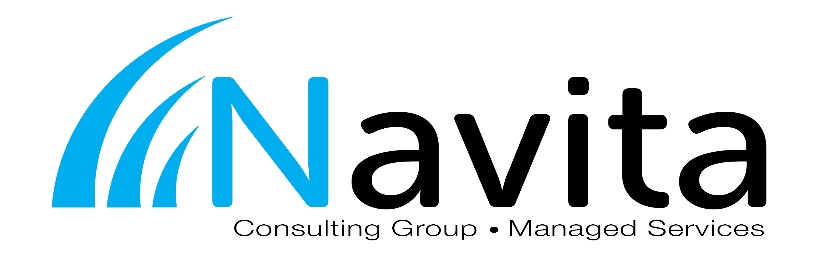 Navita
Consulting Group • Managed Services